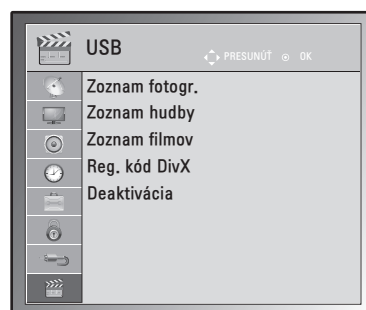 USB
PRESUNÚŤ ⊙ OK
Zoznam fotogr.
Zoznam hudby
Zoznam filmov
Reg. kód DivX
Deaktivácia